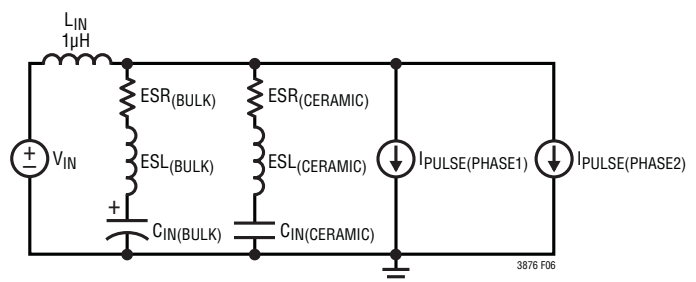 LIN
1µH
ESR(BULK)
ESR(CERAMIC)
+
−
VIN
ESL(BULK)
ESL(CERAMIC)
IPULSE(PHASE1)
IPULSE(PHASE2)
+
CIN(BULK)
CIN(CERAMIC)
3876 F06